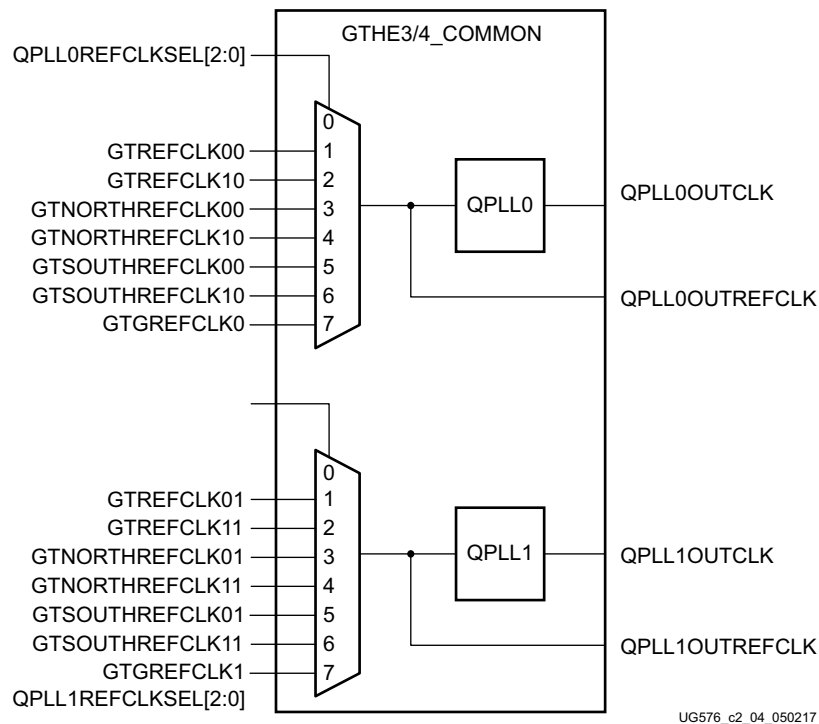 GTHE3/4_COMMON
QPLL0REFCLKSEL[2:0]
0
GTREFCLK00 1
GTREFCLK10 2
GTNORTHREFCLK00 3
GTNORTHREFCLK10 4
GTSOUTHREFCLK00 5
GTSOUTHREFCLK10 6
GTGREFCLK0 7
QPLL0
QPLL0OUTCLK
QPLL0OUTREFCLK
0
GTREFCLK01 1
GTREFCLK11 2
GTNORTHREFCLK01 3
GTNORTHREFCLK11 4
GTSOUTHREFCLK01 5
GTSOUTHREFCLK11 6
GTGREFCLK1 7
QPLL1REFCLKSEL[2:0]
QPLL1
QPLL1OUTCLK
QPLL1OUTREFCLK
UG576_c2_04_050217